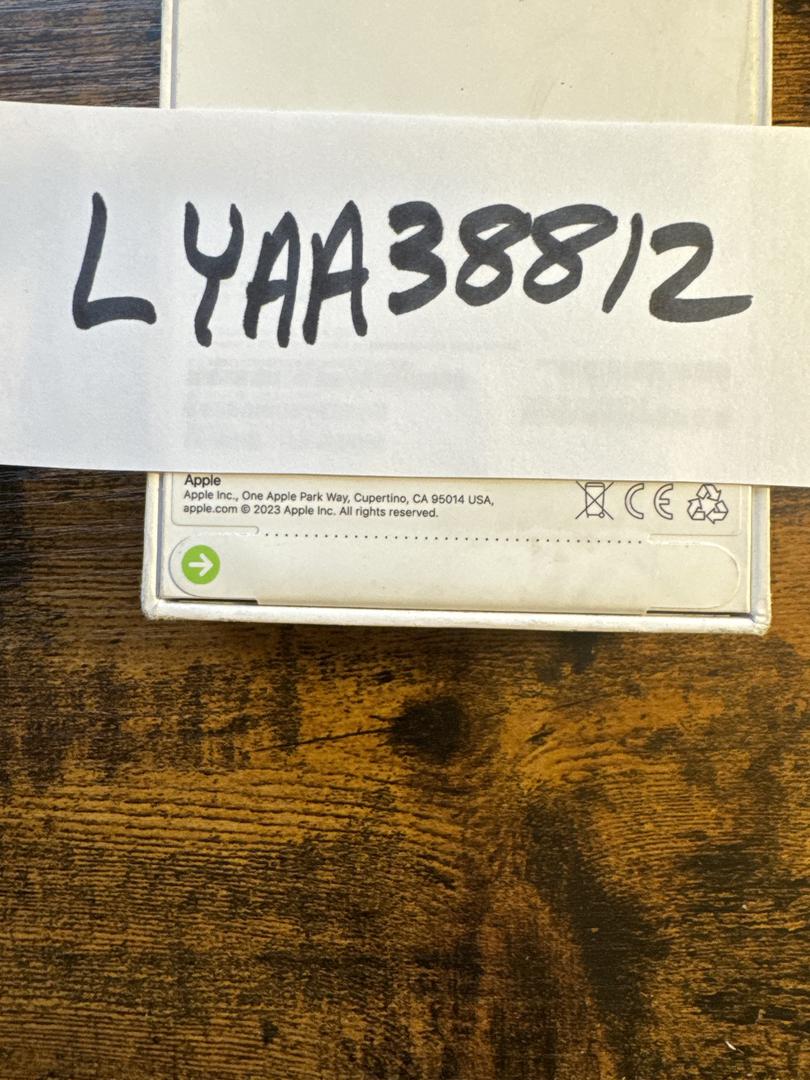 LYAA38812
Apple
Apple Inc., One Apple Park Way, Cupertino, CA 95014 USA,
apple.com © 2023 Apple Inc. All rights reserved.
CE